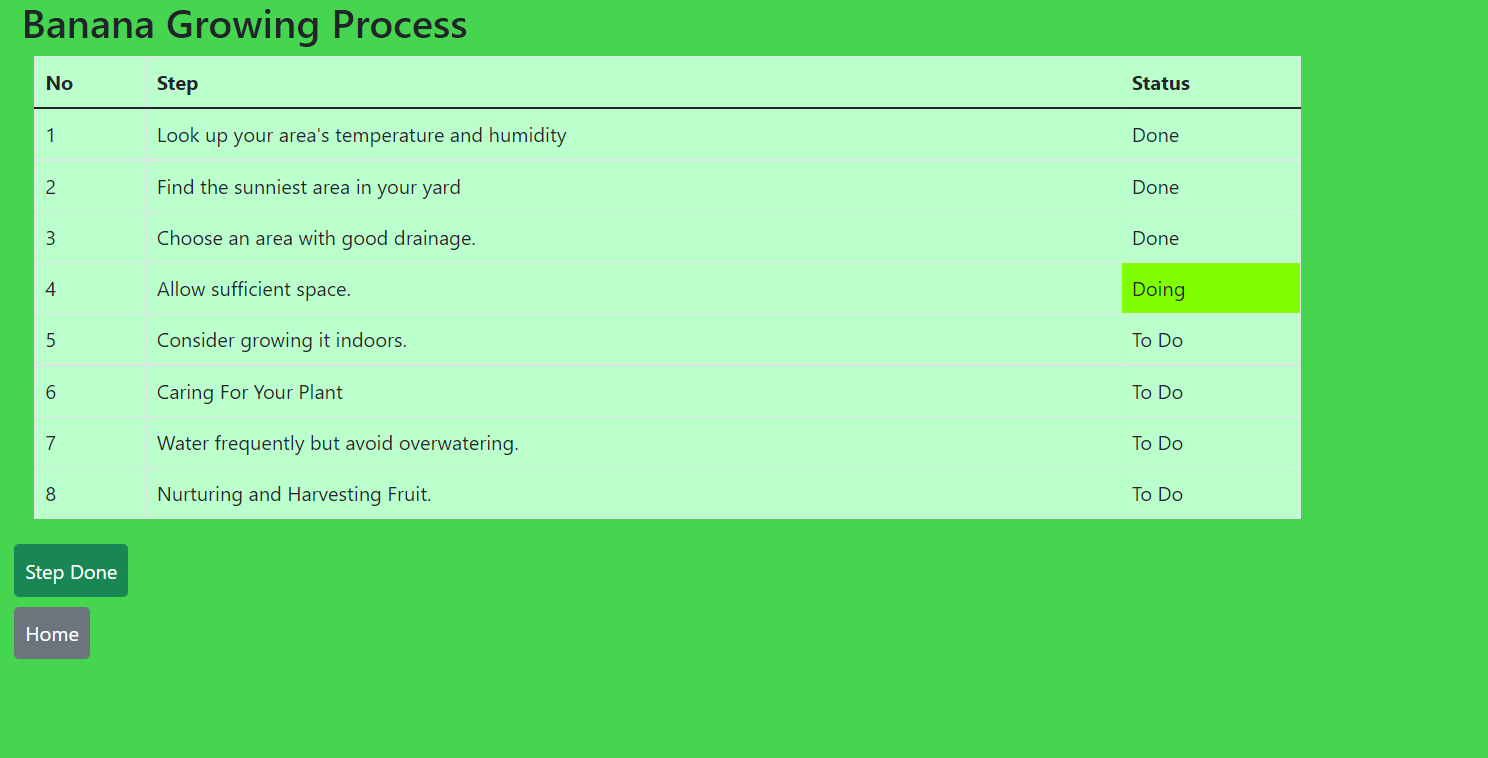 Banana Growing Process
No Step Status
1 Look up your area's temperature and humidity Done
2 Find the sunniest area in your yard Done
3 Choose an area with good drainage. Done
4 Allow sufficient space. Doing
5 Consider growing it indoors. To Do
6 Caring For Your Plant To Do
7 Water frequently but avoid overwatering. To Do
8 Nurturing and Harvesting Fruit. To Do
Step Done
Home